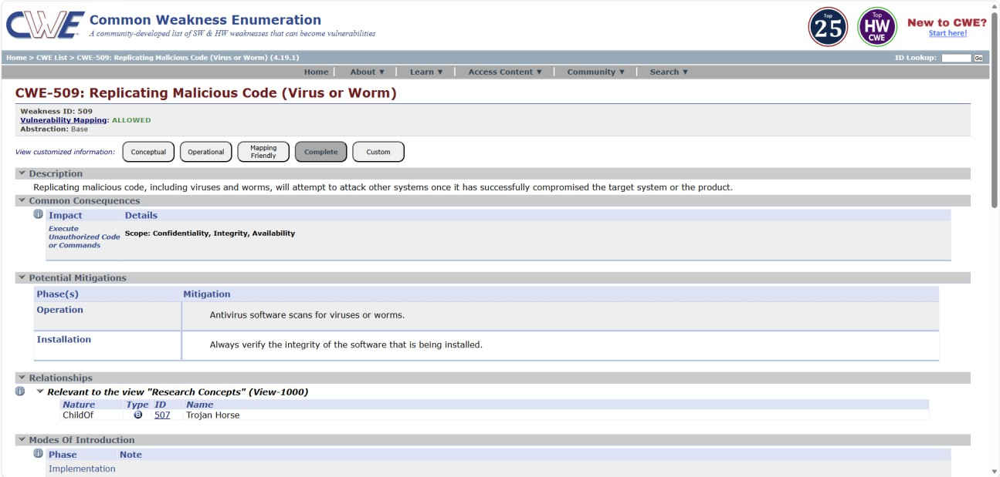 CWE Common Weakness Enumeration
A community-developed list of SW & HW weaknesses that can become vulnerabilities
Top 25
Top HW CWE
New to CWE?
Start here!
Home > CWE List > CWE-509: Replicating Malicious Code (Virus or Worm) (4.19.1)
ID Lookup: Go
Home | About ▼ | Learn ▼ | Access Content ▼ | Community ▼ | Search ▼
CWE-509: Replicating Malicious Code (Virus or Worm)
Weakness ID: 509
Vulnerability Mapping: ALLOWED
Abstraction: Base
View customized information: Conceptual Operational Mapping Friendly Complete Custom
Description
Replicating malicious code, including viruses and worms, will attempt to attack other systems once it has successfully compromised the target system or the product.
Common Consequences
Impact Details
Execute
Unauthorized Code
or Commands
Scope: Confidentiality, Integrity, Availability
Potential Mitigations
Phase(s) Mitigation
Operation Antivirus software scans for viruses or worms.
Installation Always verify the integrity of the software that is being installed.
Relationships
Relevant to the view "Research Concepts" (View-1000)
Nature Type ID Name
ChildOf B 507 Trojan Horse
Modes Of Introduction
Phase Note
Implementation